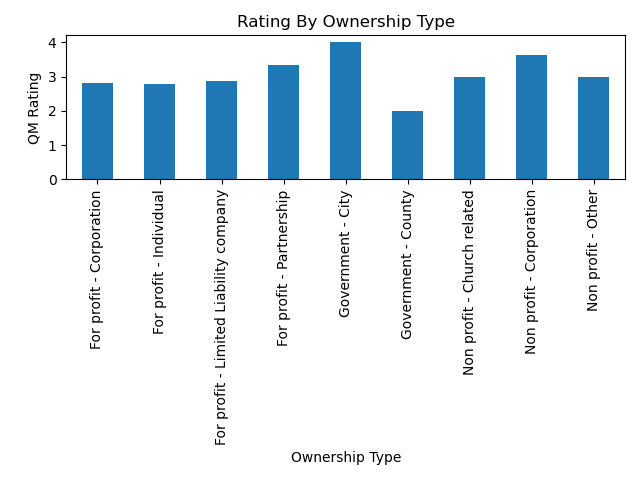 Rating By Ownership Type
QM Rating
4
3
2
1
0
For profit - Corporation
For profit - Individual
For profit - Limited Liability company
For profit - Partnership
Government - City
Government - County
Non profit - Church related
Non profit - Corporation
Non profit - Other
Ownership Type